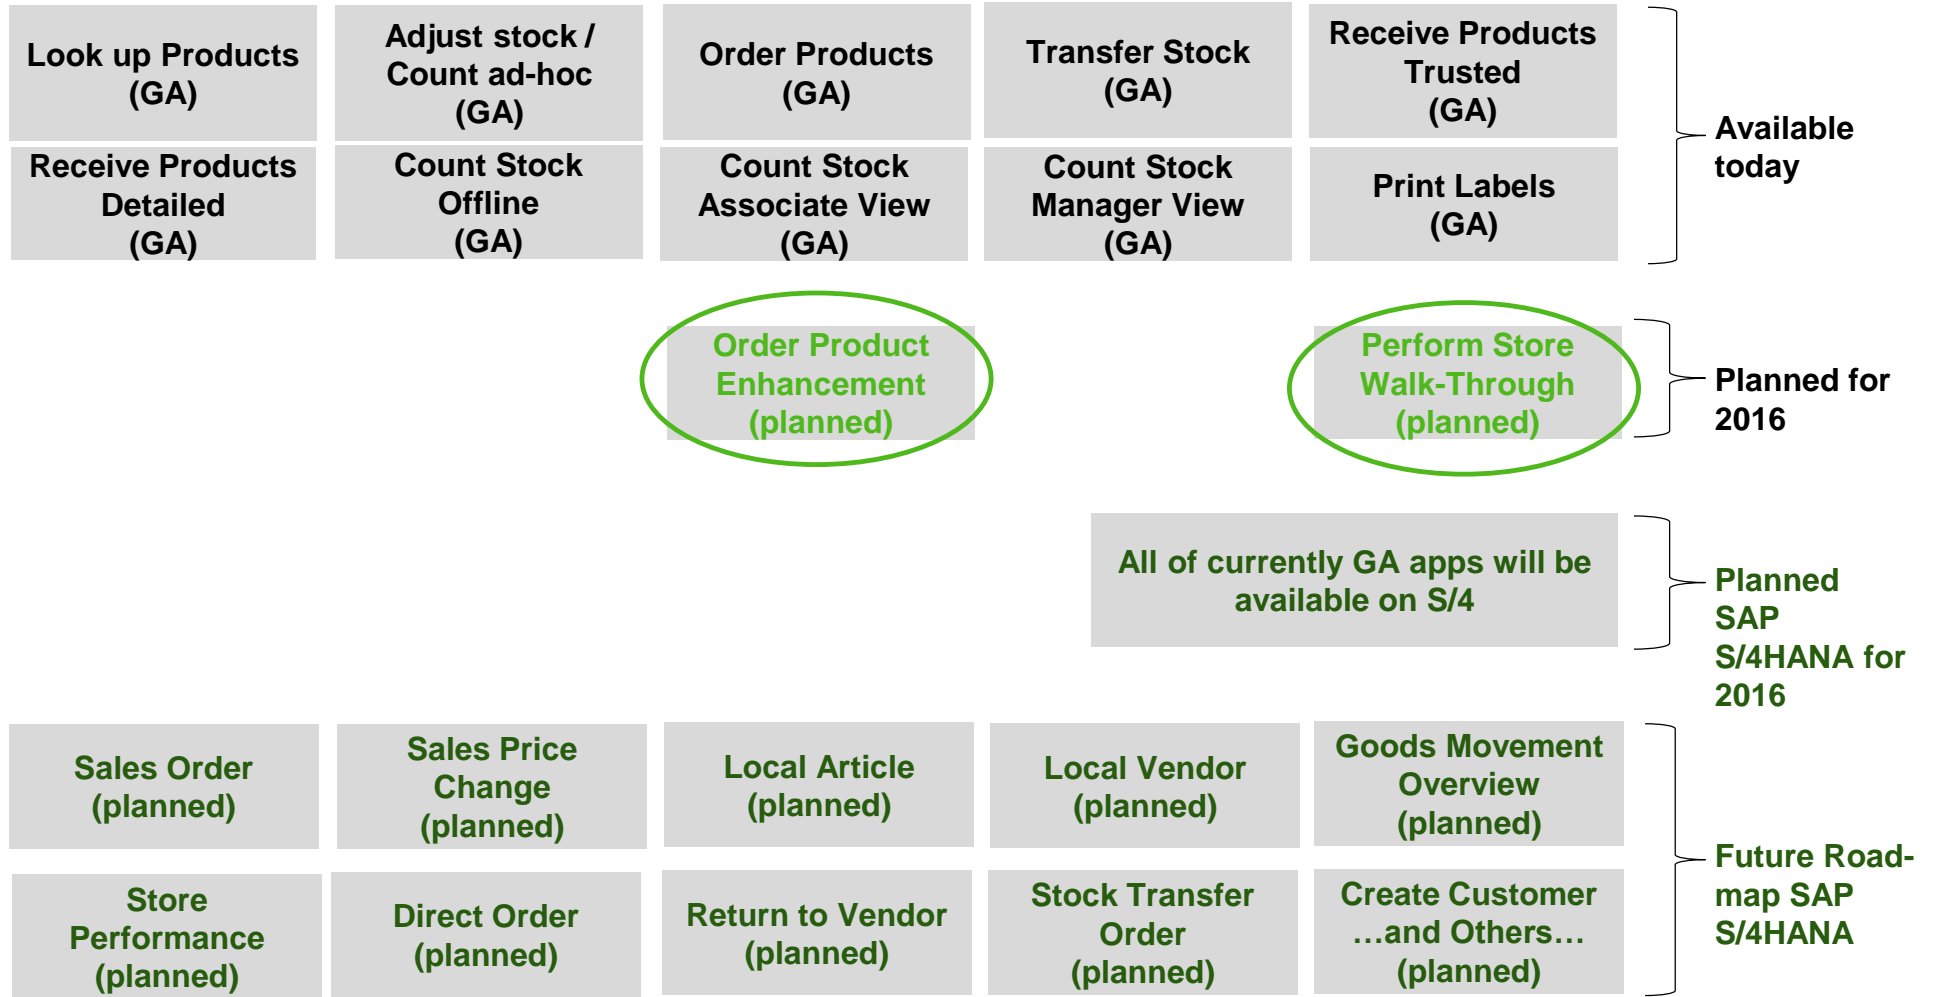 Look up Products
(GA)
Adjust stock /
Count ad-hoc
(GA)
Order Products
(GA)
Transfer Stock
(GA)
Receive Products
Trusted
(GA)
Receive Products
Detailed
(GA)
Count Stock
Offline
(GA)
Count Stock
Associate View
(GA)
Count Stock
Manager View
(GA)
Print Labels
(GA)
Available
today
Order Product
Enhancement
(planned)
Perform Store
Walk-Through
(planned)
Planned for
2016
All of currently GA apps will be
available on S/4
Planned
SAP
S/4HANA for
2016
Sales Order
(planned)
Sales Price
Change
(planned)
Local Article
(planned)
Local Vendor
(planned)
Goods Movement
Overview
(planned)
Store
Performance
(planned)
Direct Order
(planned)
Return to Vendor
(planned)
Stock Transfer
Order
(planned)
Create Customer
…and Others…
(planned)
Future Road-
map SAP
S/4HANA